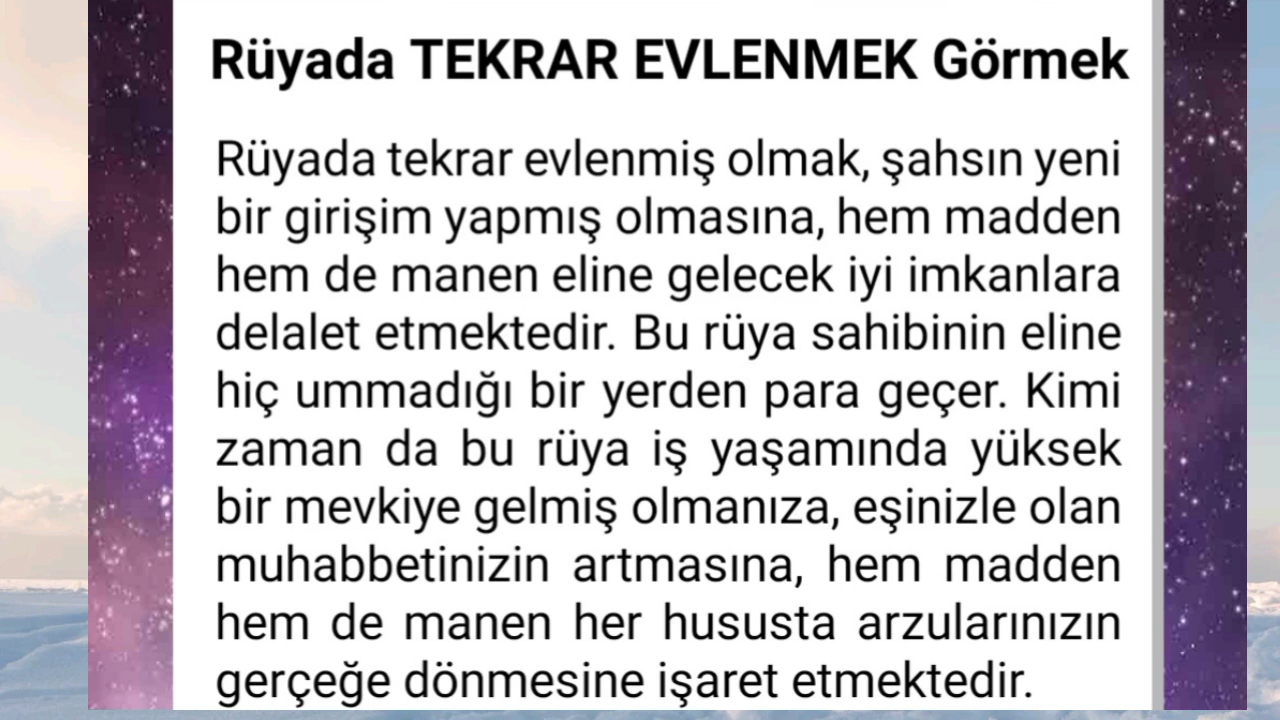 Rüyada TEKRAR EVLENMEK Görmek
Rüyada tekrar evlenmiş olmak, şahsın yeni
bir girişim yapmış olmasına, hem madden
hem de manen eline gelecek iyi imkanlara
delalet etmektedir. Bu rüya sahibinin eline
hiç ummadığı bir yerden para geçer. Kimi
zaman da bu rüya iş yaşamında yüksek
bir mevkiye gelmiş olmanıza, eşinizle olan
muhabbetinizin artmasına, hem madden
hem de manen her hususta arzularınızın
gerçeğe dönmesine işaret etmektedir.